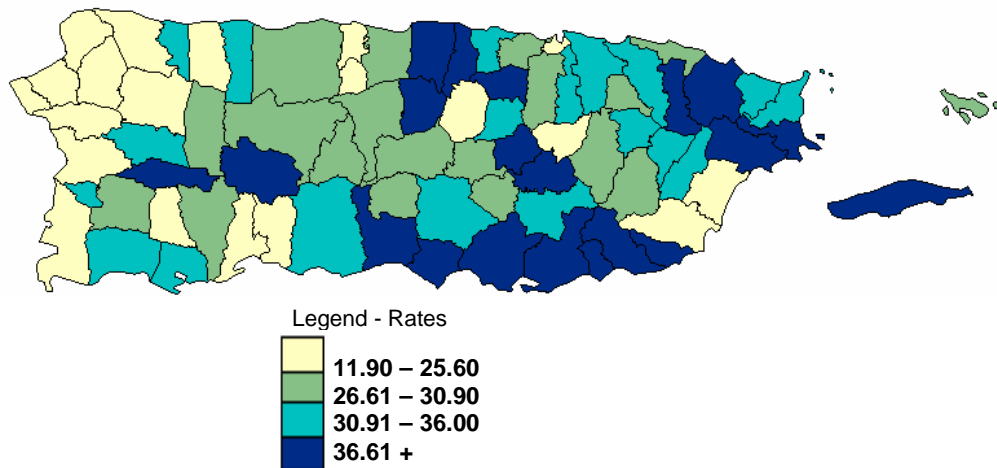 Legend - Rates
11.90 – 25.60
26.61 – 30.90
30.91 – 36.00
36.61 +